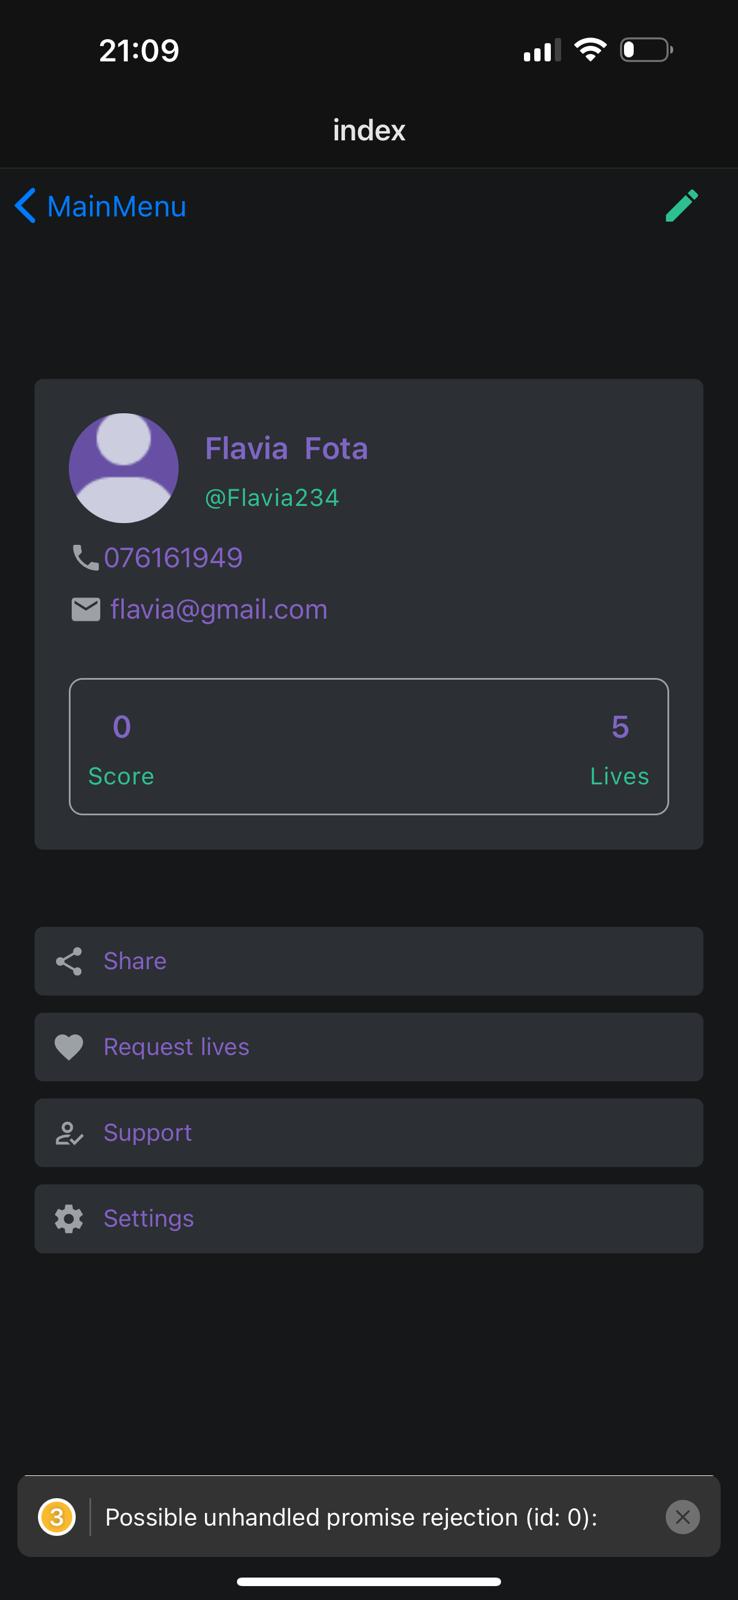 21:09
index
MainMenu
Flavia  Fota
@Flavia234
076161949
flavia@gmail.com
0
5
Score
Lives
Share
Request lives
Support
Settings
3
Possible unhandled promise rejection (id: 0):